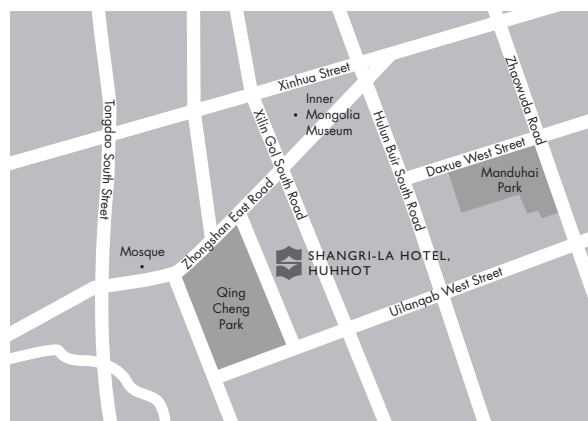 Xinhua Street
Zhaowuda Road
Inner
Mongolia
Museum
Tongdao South Street
Xilin Gol South Road
Hulun Buir South Road
Daxue West Street
Manduhai
Park
Zhongshan East Road
Mosque
SHANGRI-LA HOTEL,
HUHHOT
Qing
Cheng
Park
Uilanqab West Street